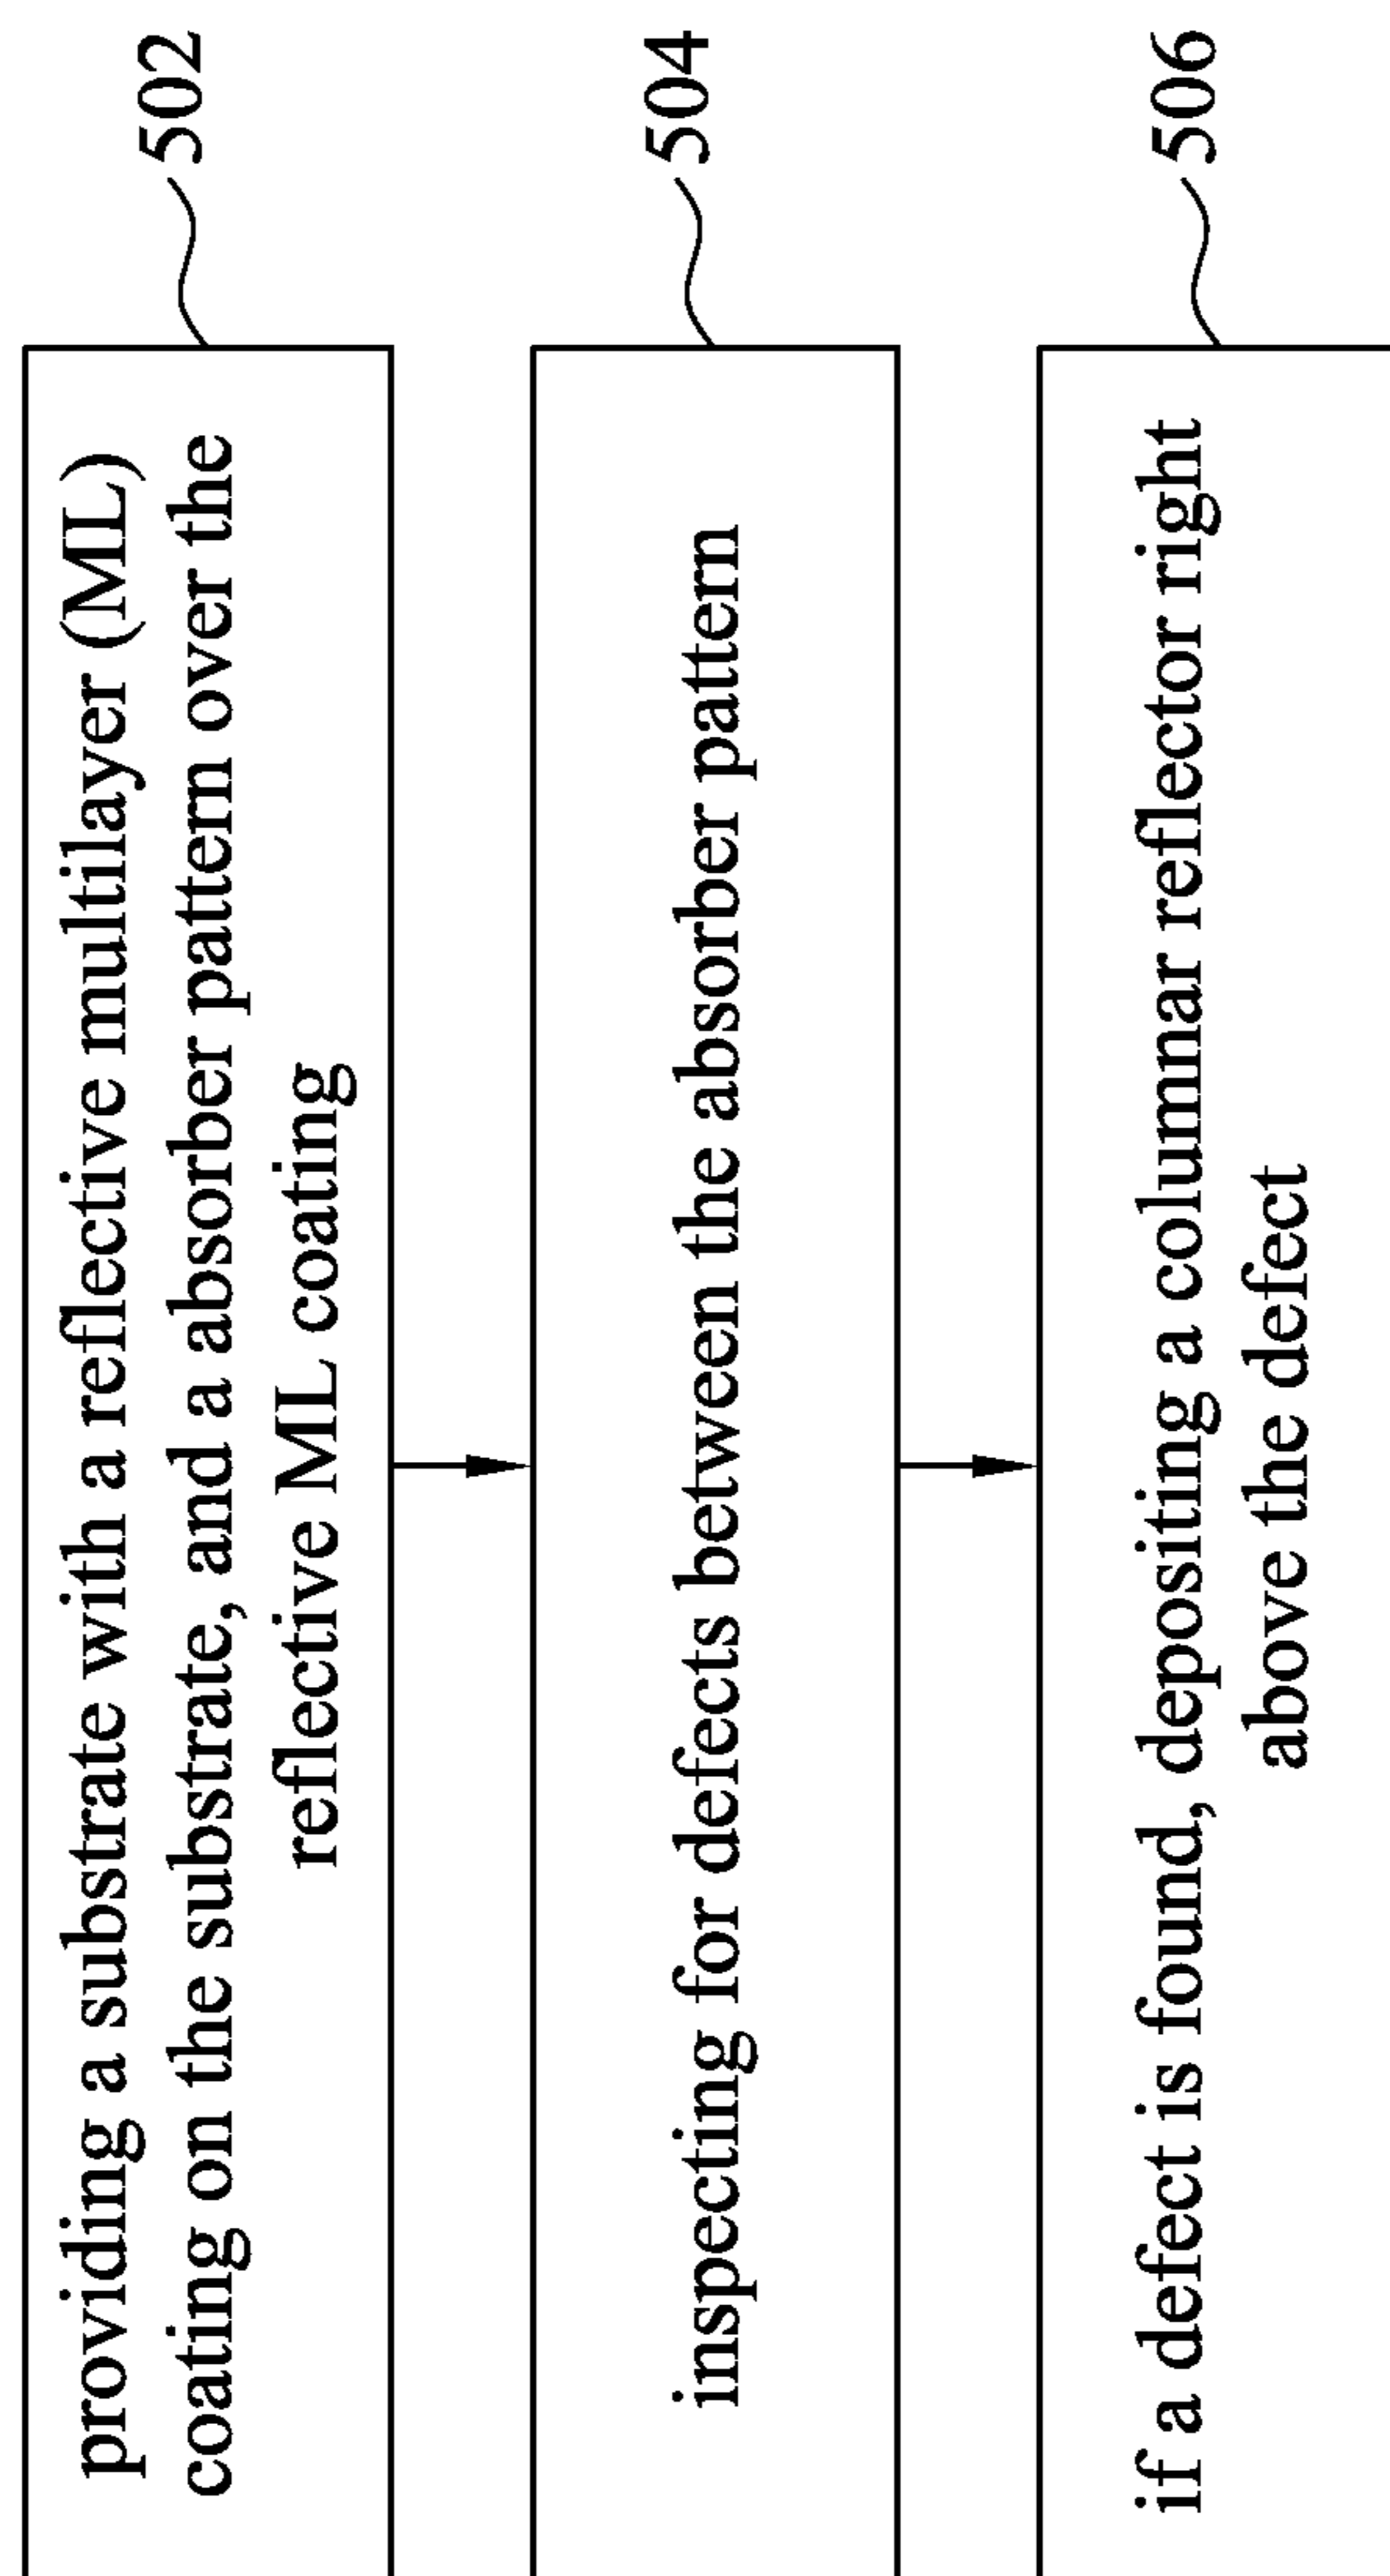 providing a substrate with a reflective multilayer (ML)
coating on the substrate, and a absorber pattern over the
reflective ML coating
502
inspecting for defects between the absorber pattern
504
if a defect is found, depositing a columnar reflector right
above the defect
506